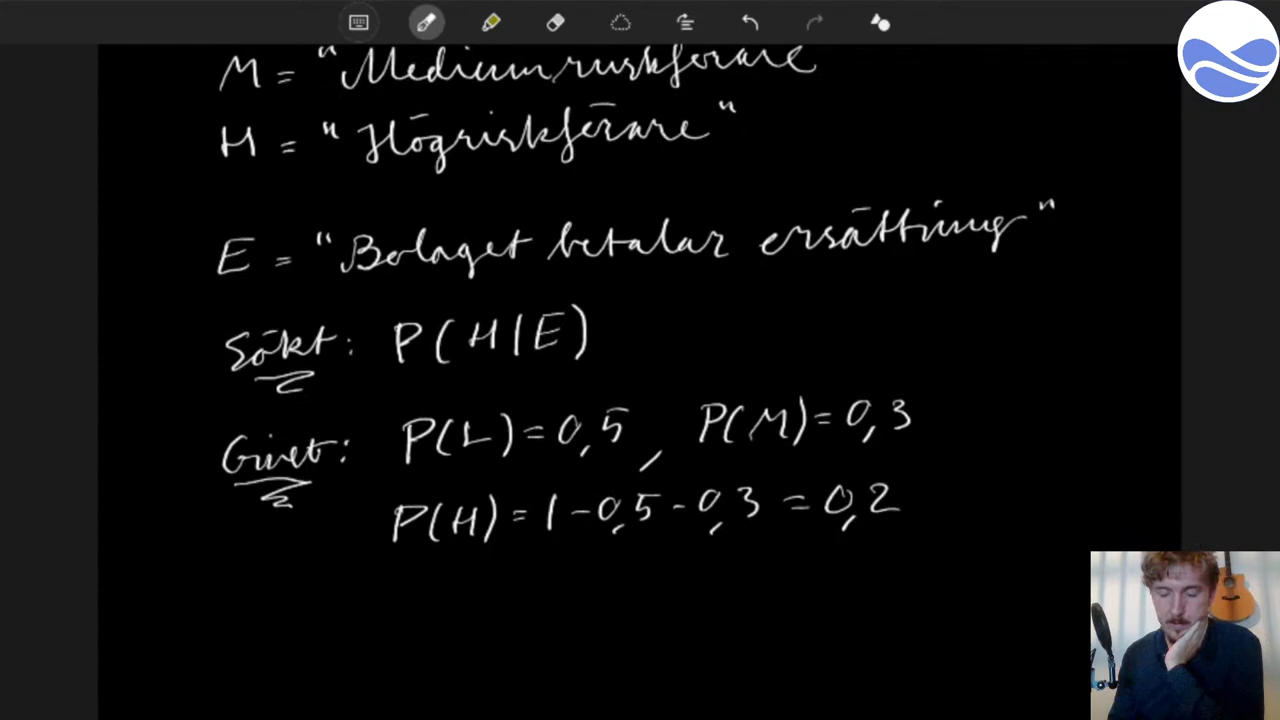 M = "Mediumriskförare
H = "Högriskförare"
E = "Bolaget betalar ersättning"
Sökt: P(H|E)
Givet: P(L)=0,5, P(M)=0,3
P(H)=1-0,5-0,3=0,2